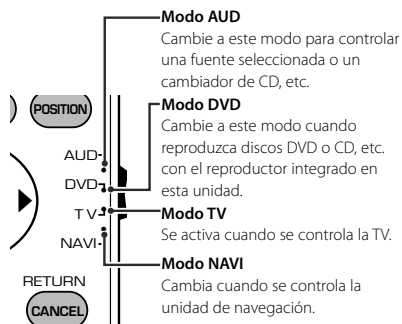 Modo AUD
Cambie a este modo para controlar
una fuente seleccionada o un
cambiador de CD, etc.
Modo DVD
Cambie a este modo cuando
reproduzca discos DVD o CD, etc.
con el reproductor integrado en
esta unidad.
Modo TV
Se activa cuando se controla la TV.
Modo NAVI
Cambia cuando se controla la
unidad de navegación.
POSITION
AUD
DVD
TV
NAVI
RETURN
CANCEL